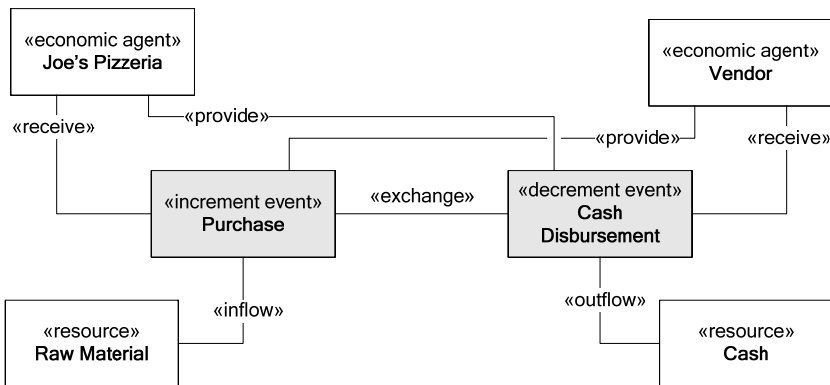 «economic agent»
Joe's Pizzeria
«economic agent»
Vendor
«receive»
«provide»
«provide»
«receive»
«increment event»
Purchase
«exchange»
«decrement event»
Cash
Disbursement
«inflow»
«outflow»
«resource»
Raw Material
«resource»
Cash